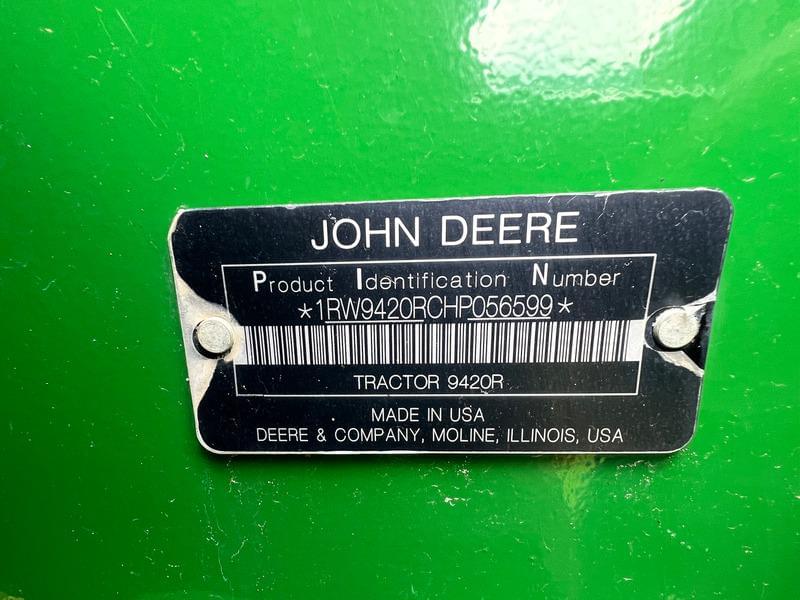 JOHN DEERE
Product Identification Number
*1RW9420RCHP056599*
TRACTOR 9420R
MADE IN USA
DEERE & COMPANY, MOLINE, ILLINOIS, USA